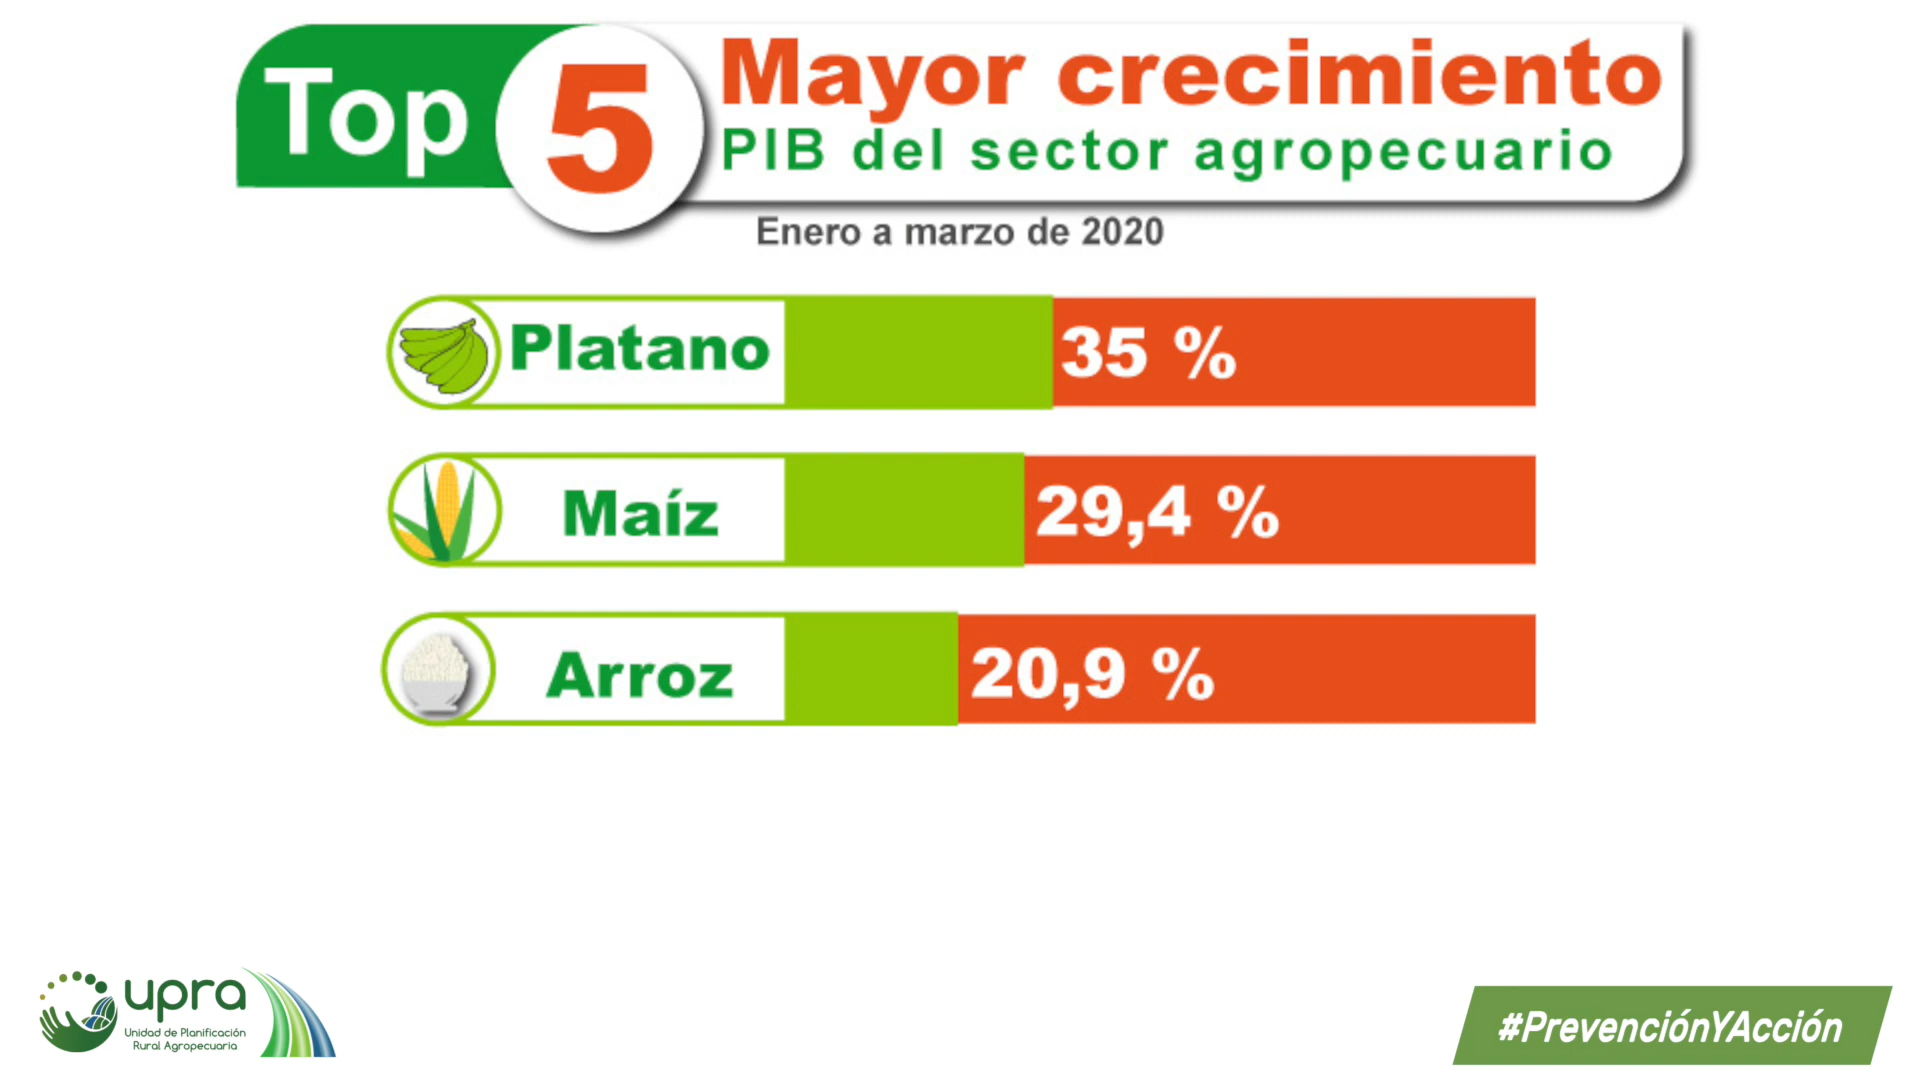 Top 5
Mayor crecimiento
PIB del sector agropecuario
Enero a marzo de 2020
Platano 35 %
Maíz 29,4 %
Arroz 20,9 %
upra
Unidad de Planificación
Rural Agropecuaria
#PrevenciónYAcción